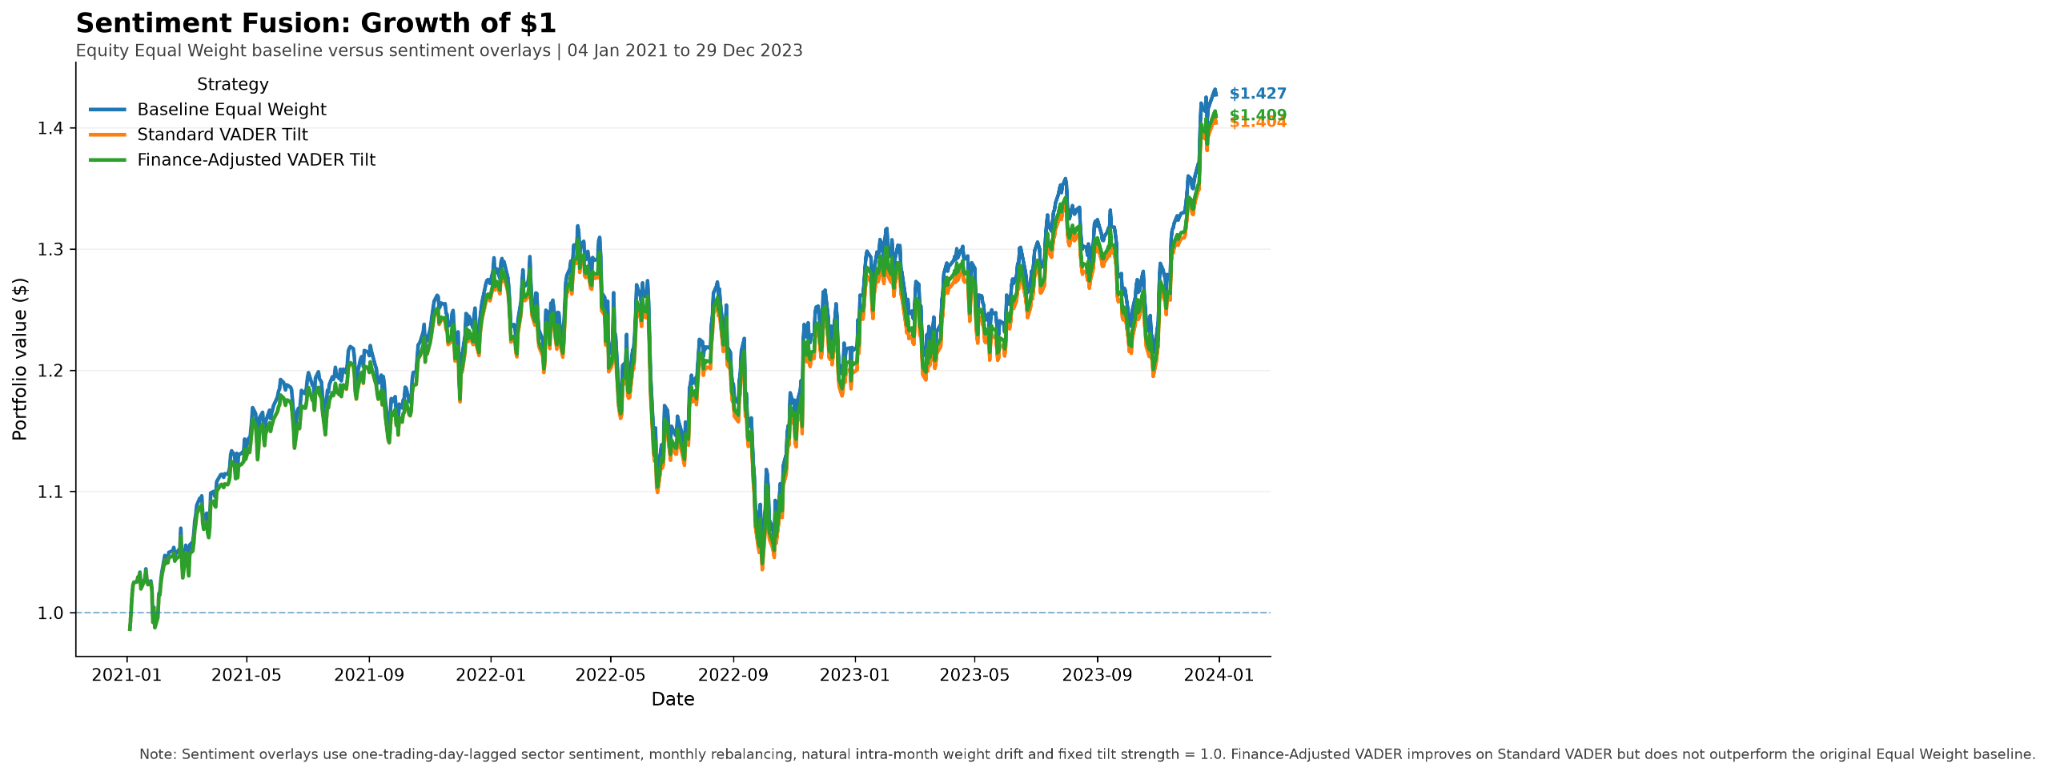 Sentiment Fusion: Growth of $1
Equity Equal Weight baseline versus sentiment overlays | 04 Jan 2021 to 29 Dec 2023
Strategy
Baseline Equal Weight
Standard VADER Tilt
Finance-Adjusted VADER Tilt
$1.427
$1.409
$1.404
Portfolio value ($)
1.4
1.3
1.2
1.1
1.0
2021-01 2021-05 2021-09 2022-01 2022-05 2022-09 2023-01 2023-05 2023-09 2024-01
Date
Note: Sentiment overlays use one-trading-day-lagged sector sentiment, monthly rebalancing, natural intra-month weight drift and fixed tilt strength = 1.0. Finance-Adjusted VADER improves on Standard VADER but does not outperform the original Equal Weight baseline.